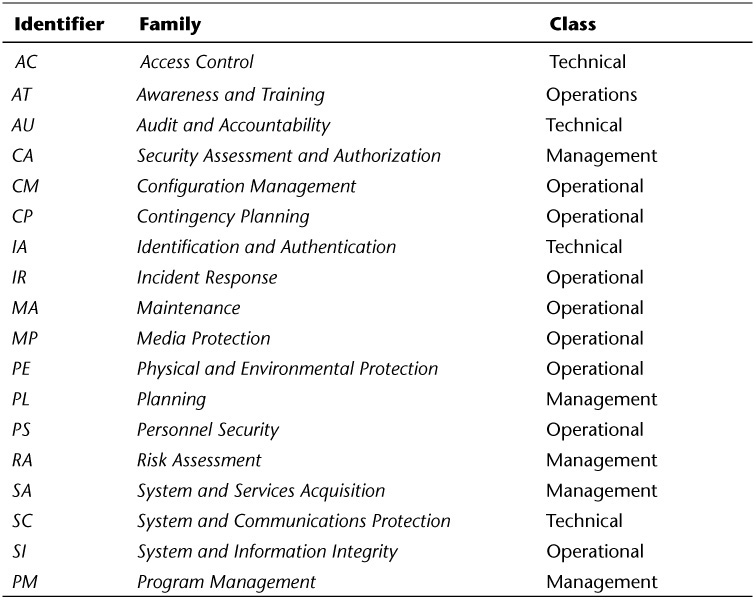 Identifier Family Class
AC Access Control Technical
AT Awareness and Training Operations
AU Audit and Accountability Technical
CA Security Assessment and Authorization Management
CM Configuration Management Operational
CP Contingency Planning Operational
IA Identification and Authentication Technical
IR Incident Response Operational
MA Maintenance Operational
MP Media Protection Operational
PE Physical and Environmental Protection Operational
PL Planning Management
PS Personnel Security Operational
RA Risk Assessment Management
SA System and Services Acquisition Management
SC System and Communications Protection Technical
SI System and Information Integrity Operational
PM Program Management Management